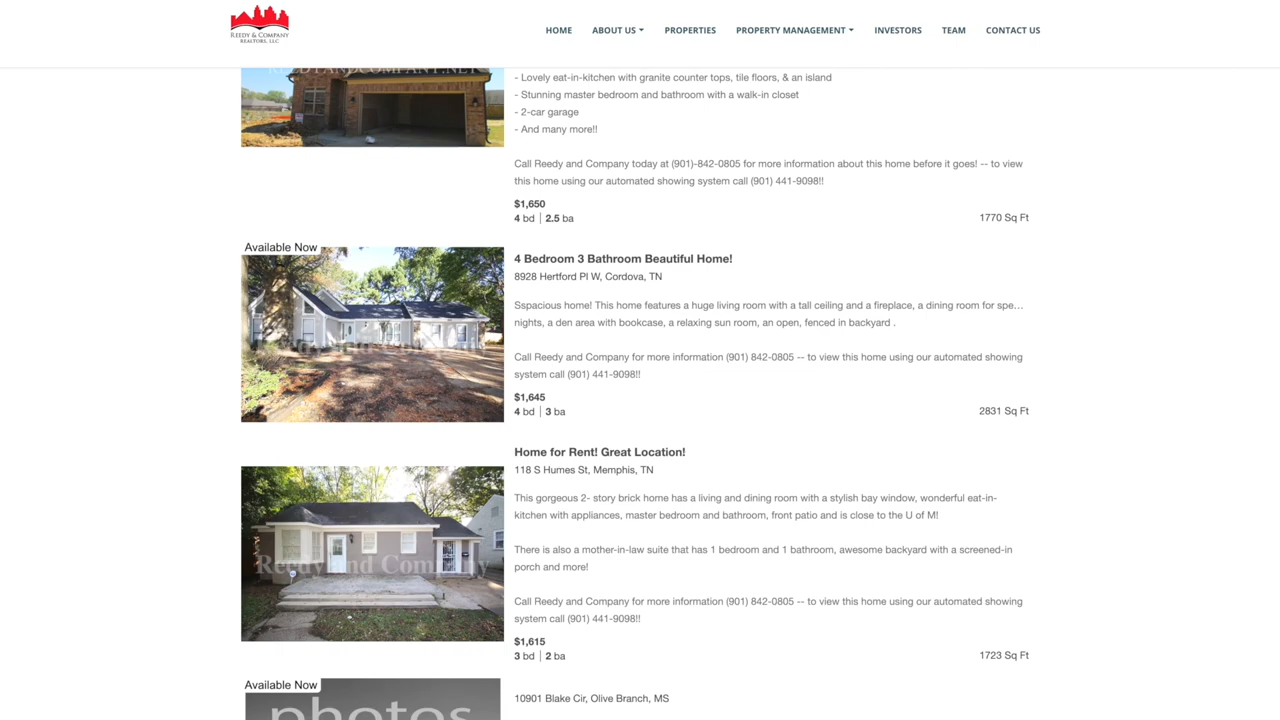 REEDY & COMPANY
REALTORS, LLC
HOME
ABOUT US
PROPERTIES
PROPERTY MANAGEMENT
INVESTORS
TEAM
CONTACT US
REEDYANDCOMPANY.NET
- Lovely eat-in-kitchen with granite counter tops, tile floors, & an island
- Stunning master bedroom and bathroom with a walk-in closet
- 2-car garage
- And many more!!
Call Reedy and Company today at (901)-842-0805 for more information about this home before it goes! -- to view
this home using our automated showing system call (901) 441-9098!!
$1,650
4 bd | 2.5 ba
1770 Sq Ft
Available Now
4 Bedroom 3 Bathroom Beautiful Home!
8928 Hertford Pl W, Cordova, TN
Sspacious home! This home features a huge living room with a tall ceiling and a fireplace, a dining room for spe…
nights, a den area with bookcase, a relaxing sun room, an open, fenced in backyard .
Call Reedy and Company for more information (901) 842-0805 -- to view this home using our automated showing
system call (901) 441-9098!!
$1,645
4 bd | 3 ba
2831 Sq Ft
Home for Rent! Great Location!
118 S Humes St, Memphis, TN
This gorgeous 2- story brick home has a living and dining room with a stylish bay window, wonderful eat-in-
kitchen with appliances, master bedroom and bathroom, front patio and is close to the U of M!
There is also a mother-in-law suite that has 1 bedroom and 1 bathroom, awesome backyard with a screened-in
porch and more!
Reedy and Company
Call Reedy and Company for more information (901) 842-0805 -- to view this home using our automated showing
system call (901) 441-9098!!
$1,615
3 bd | 2 ba
1723 Sq Ft
Available Now
photos
10901 Blake Cir, Olive Branch, MS